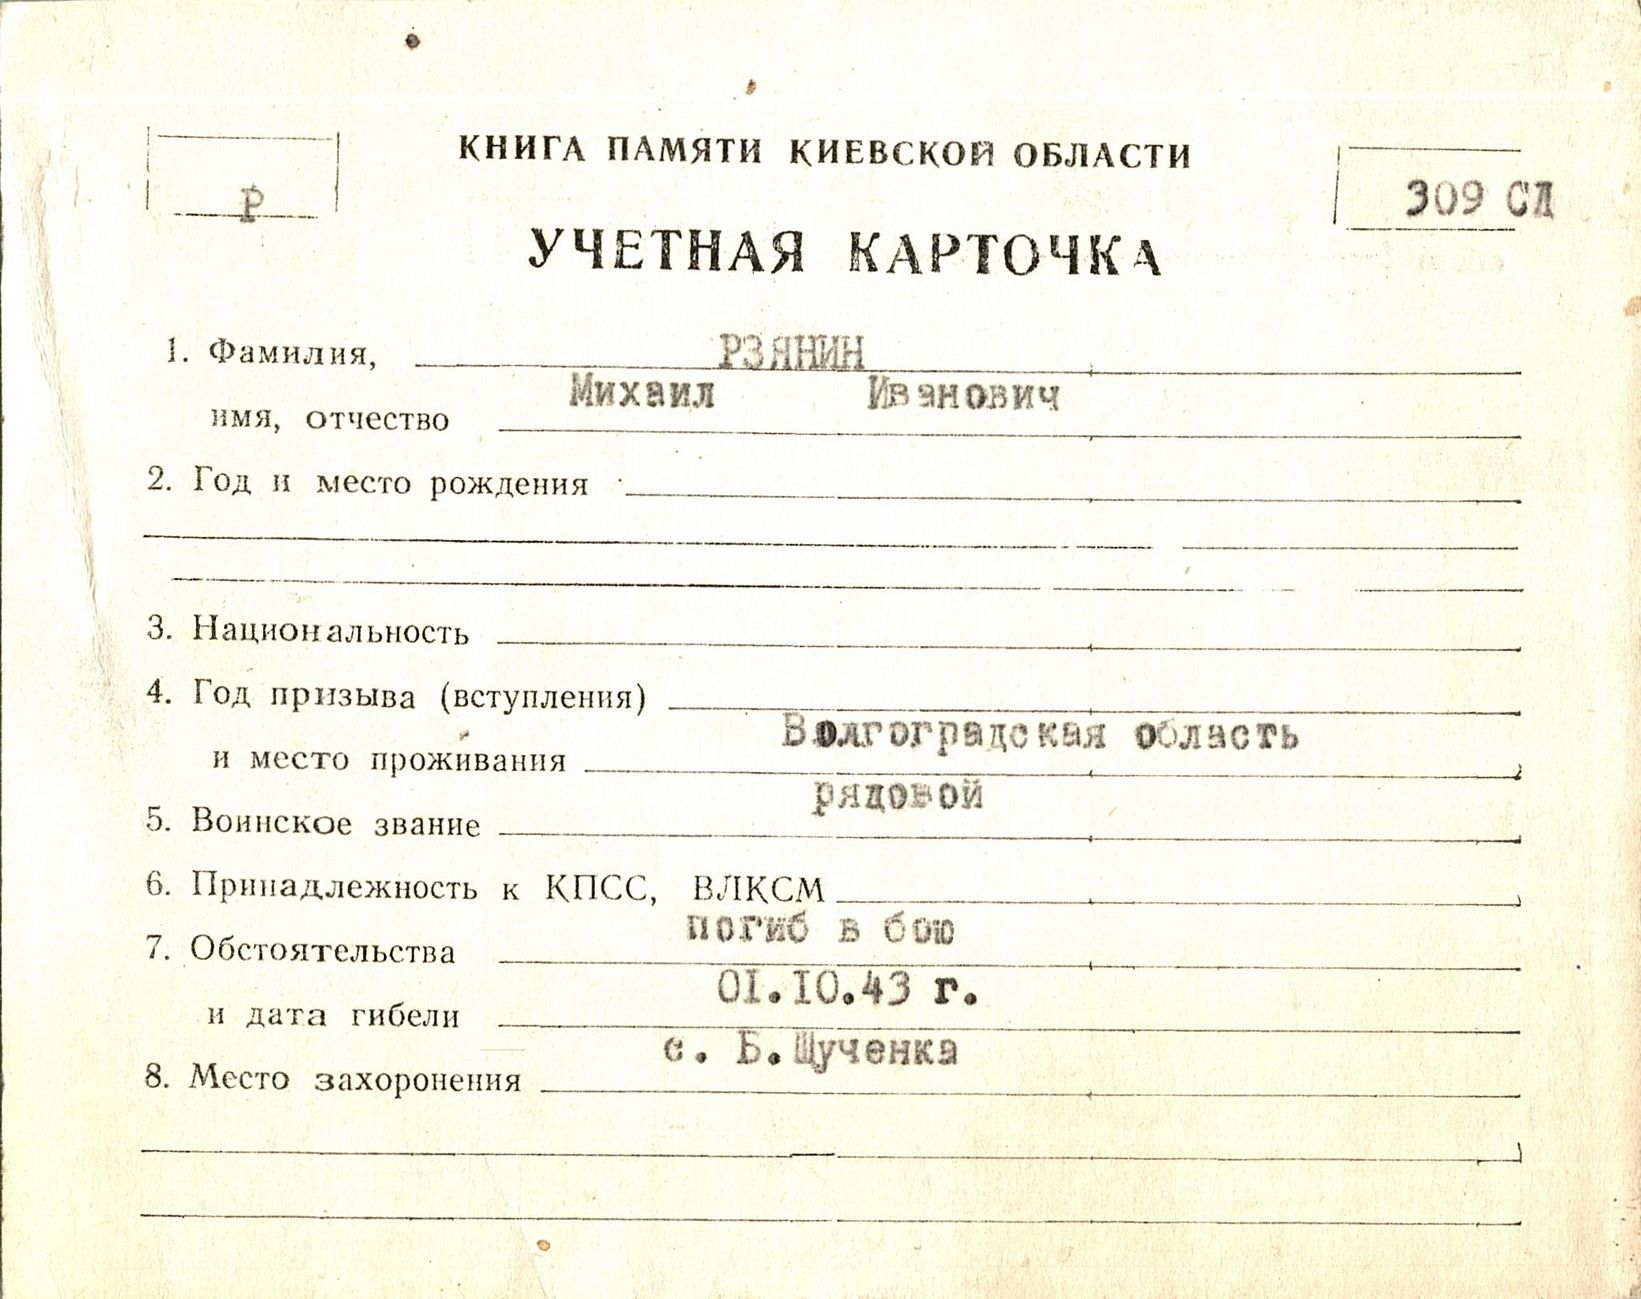 КНИГА ПАМЯТИ КИЕВСКОЙ ОБЛАСТИ
Р
309 СД
УЧЕТНАЯ КАРТОЧКА
1. Фамилия, РЗЯНИН
Михаил Иванович
имя, отчество
2. Год и место рождения
3. Национальность
4. Год призыва (вступления)
Волгоградская область
и место проживания
рядовой
5. Воинское звание
6. Принадлежность к КПСС, ВЛКСМ
погиб в бою
7. Обстоятельства
01.10.43 г.
и дата гибели
с. Б.Щученка
8. Место захоронения